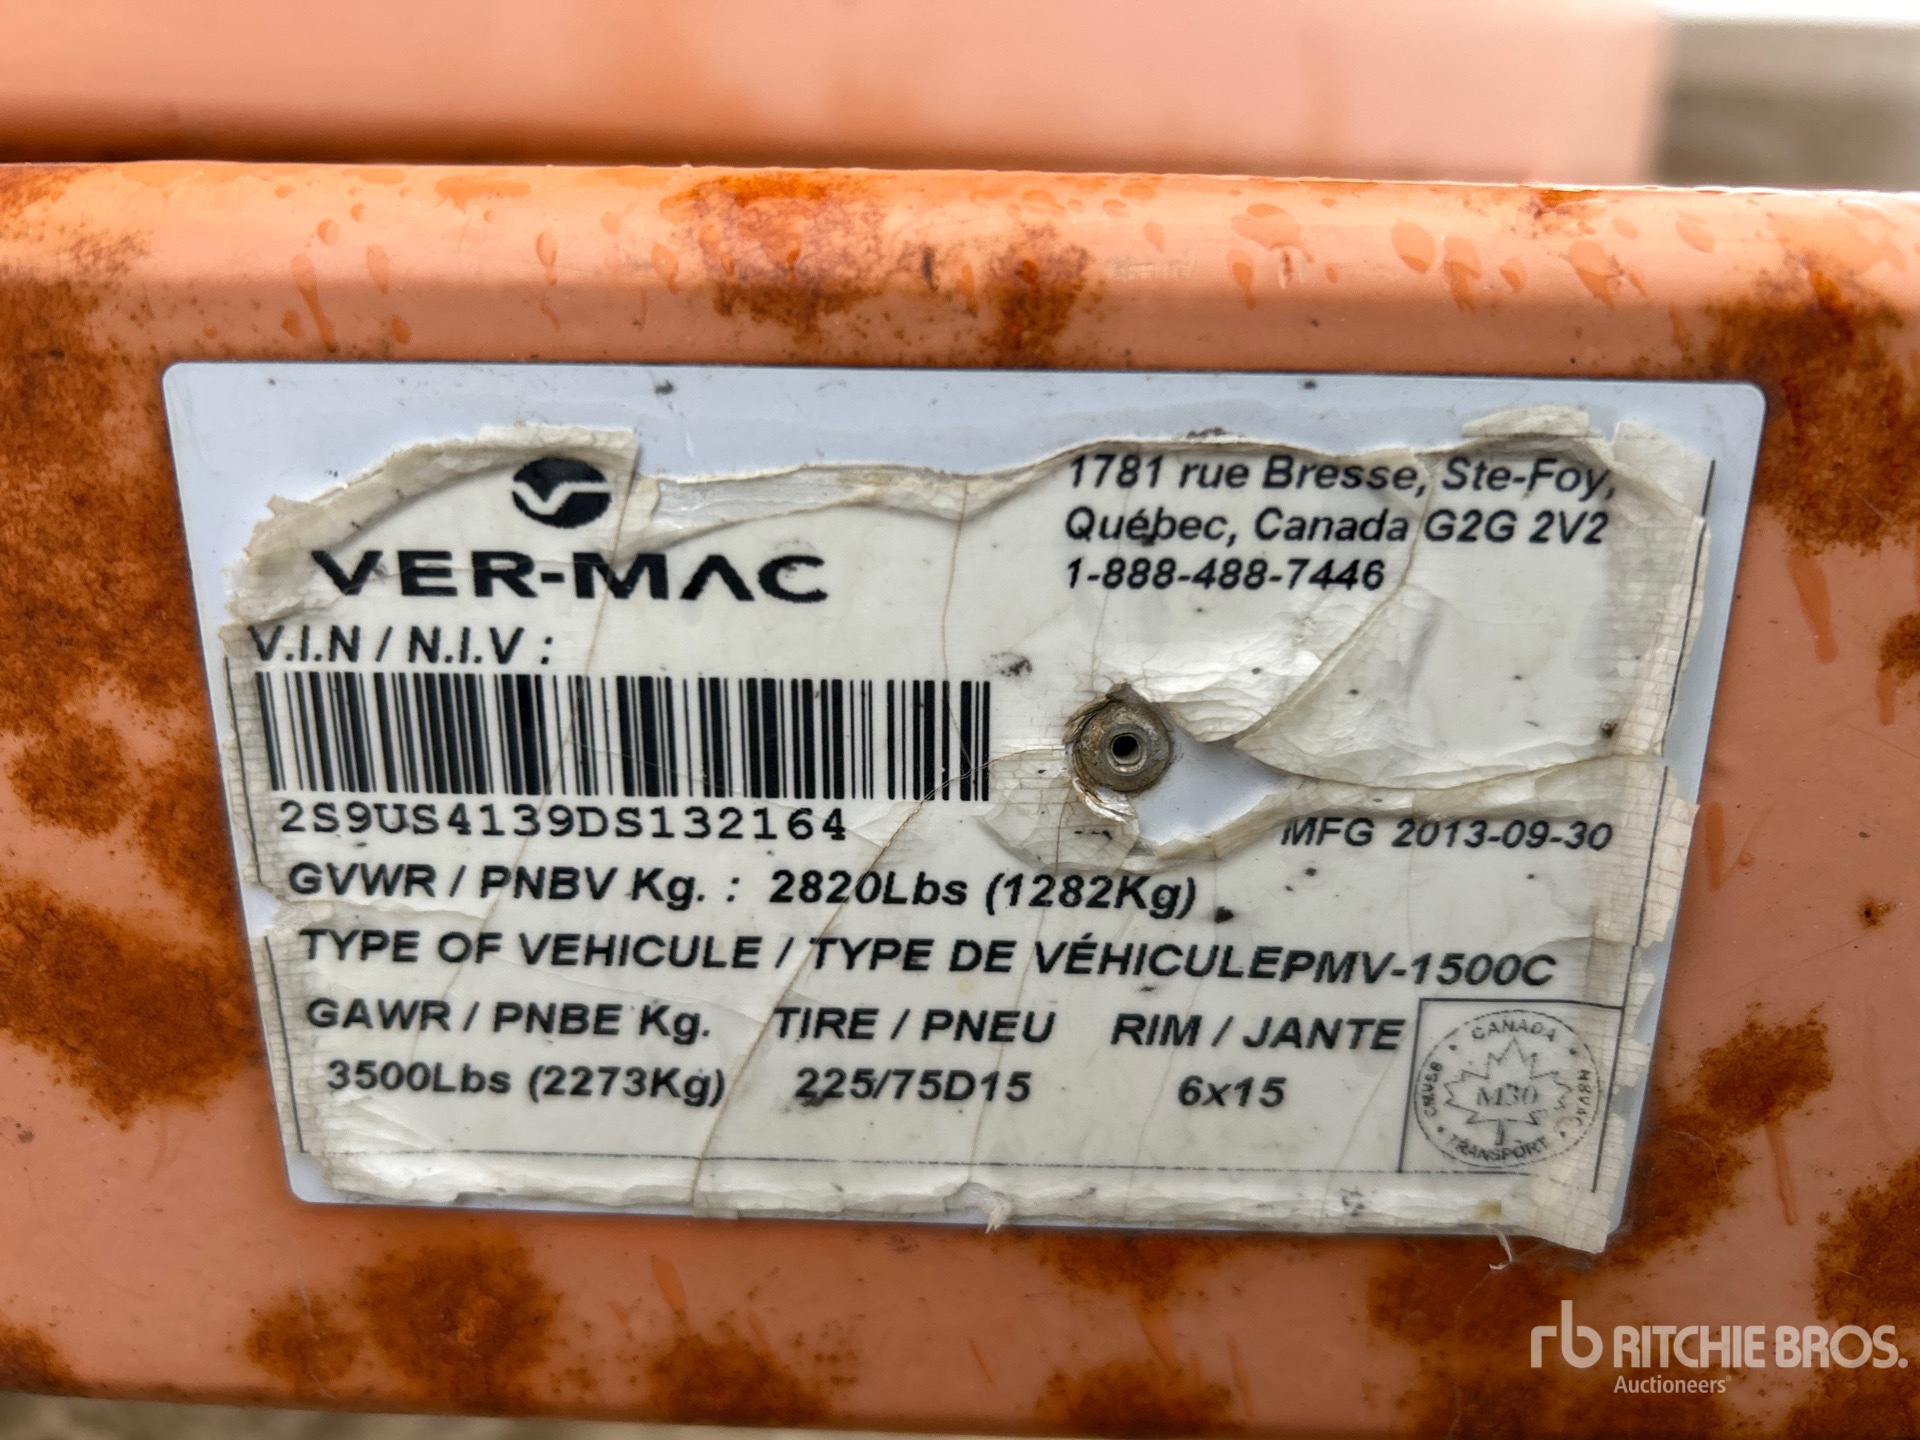 VER-MAC
1781 rue Bresse, Ste-Foy,
Québec, Canada G2G 2V2
1-888-488-7446
V.I.N / N.I.V :
2S9US4139DS132164
MFG 2013-09-30
GVWR / PNBV Kg. : 2820Lbs (1282Kg)
TYPE OF VEHICULE / TYPE DE VÉHICULEPMV-1500C
GAWR / PNBE Kg. TIRE / PNEU RIM / JANTE
3500Lbs (2273Kg) 225/75D15 6x15
CANADA
M30
TRANSPORT
rb RITCHIE BROS.
Auctioneers